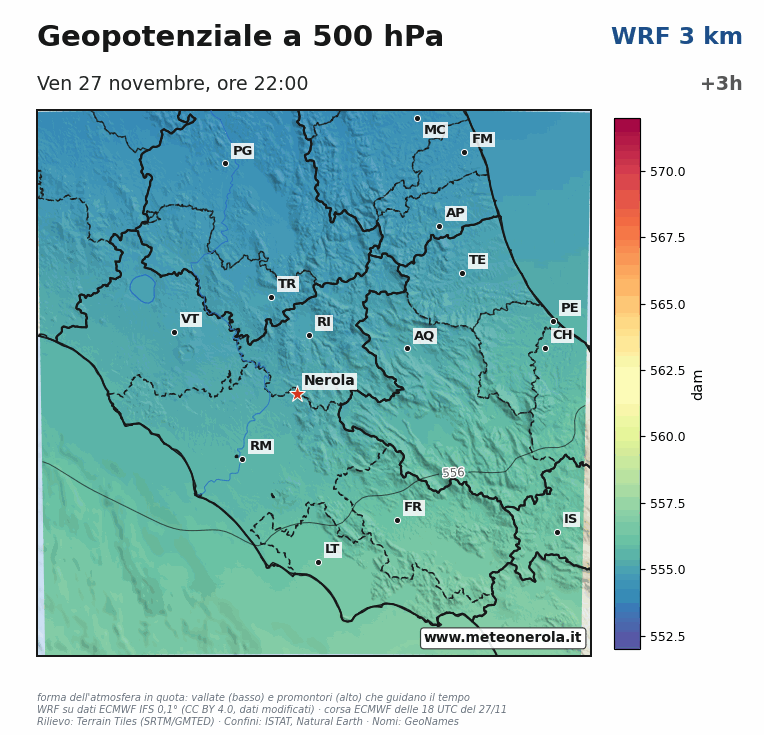 Geopotenziale a 500 hPa
WRF 3 km
Ven 27 novembre, ore 22:00
+3h
MC
FM
PG
AP
TE
TR
PE
VT
RI
CH
AQ
Nerola
RM
556
FR
IS
LT
www.meteonerola.it
570.0
567.5
565.0
562.5
560.0
557.5
555.0
552.5
dam
forma dell'atmosfera in quota: vallate (basso) e promontori (alto) che guidano il tempo
WRF su dati ECMWF IFS 0,1° (CC BY 4.0, dati modificati) · corsa ECMWF delle 18 UTC del 27/11
Rilievo: Terrain Tiles (SRTM/GMTED) · Confini: ISTAT, Natural Earth · Nomi: GeoNames